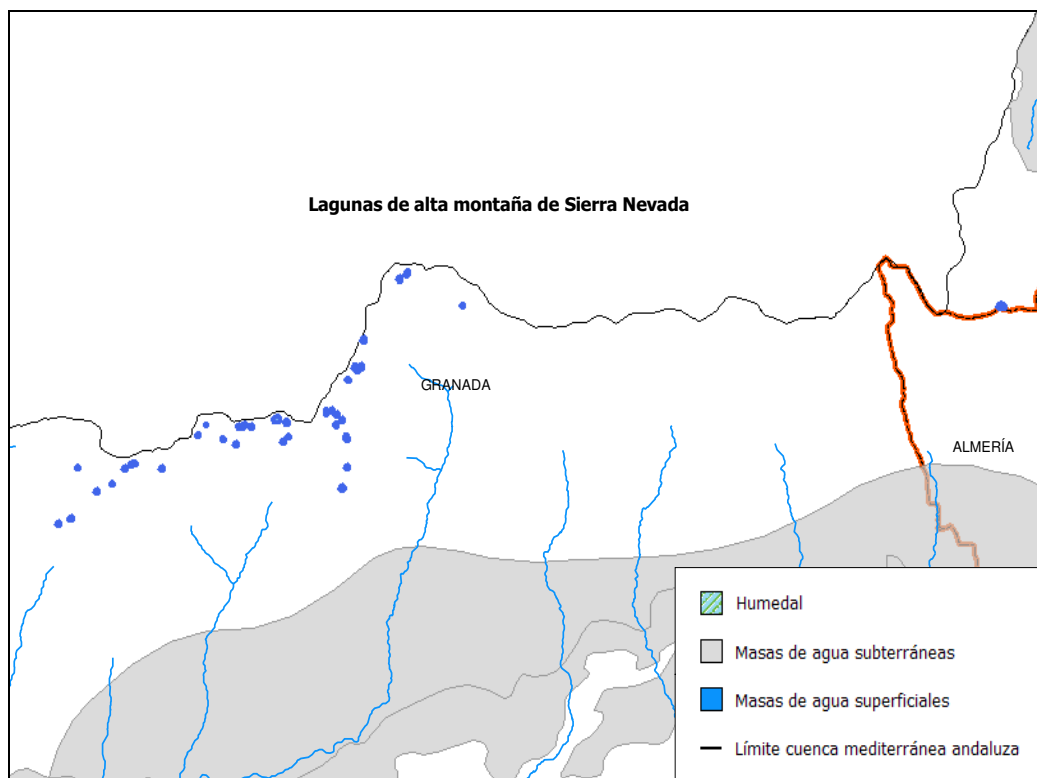 Lagunas de alta montaña de Sierra Nevada
GRANADA
ALMERÍA
Humedal
Masas de agua subterráneas
Masas de agua superficiales
Límite cuenca mediterránea andaluza